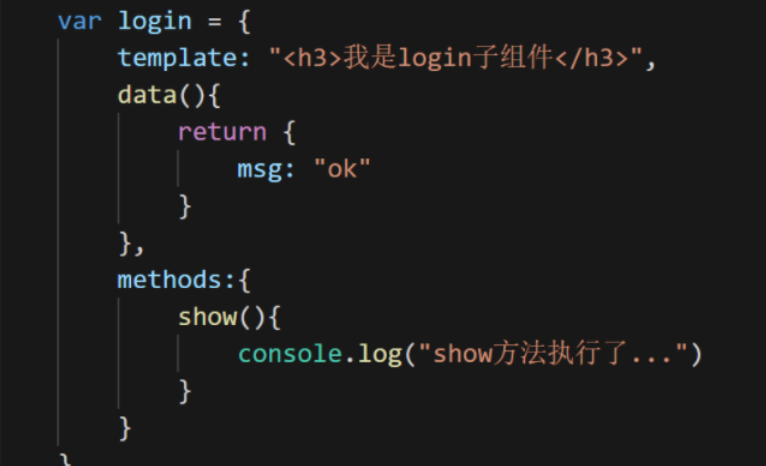 var login = {
template: "<h3>我是login子组件</h3>",
data(){
return {
msg: "ok"
}
},
methods:{
show(){
console.log("show方法执行了...")
}
}
}